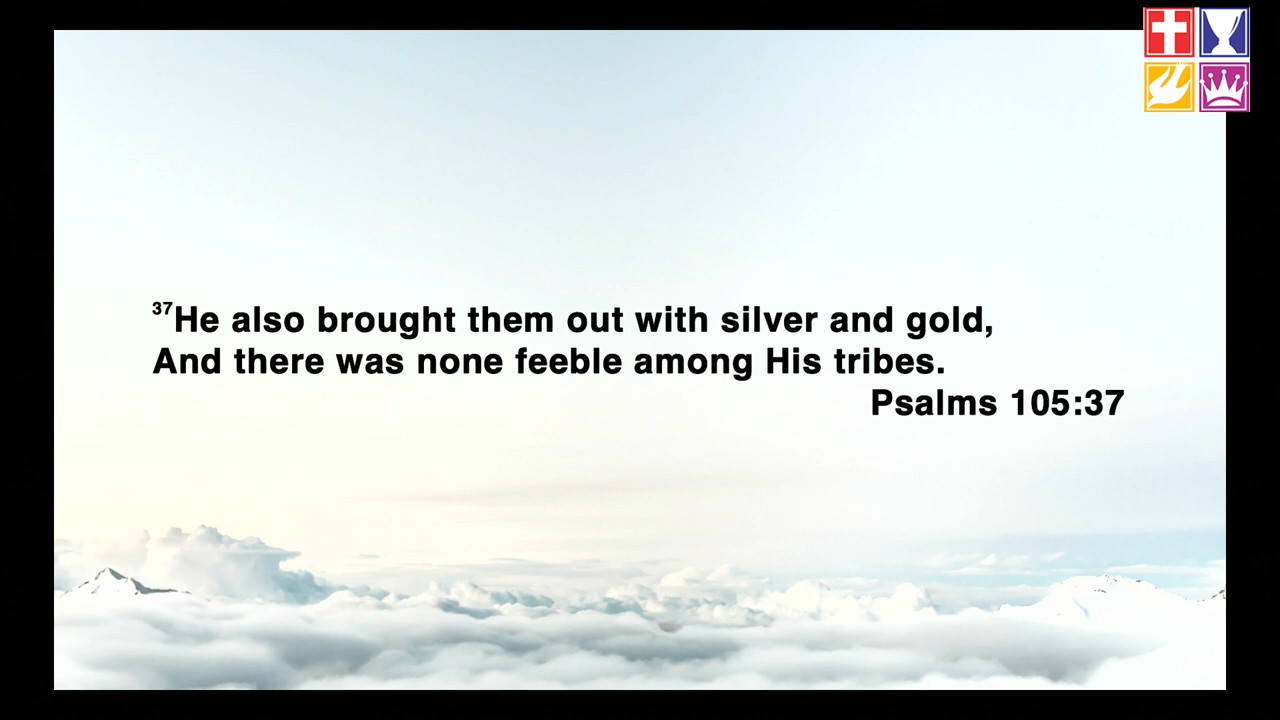 37He also brought them out with silver and gold,
And there was none feeble among His tribes.
Psalms 105:37